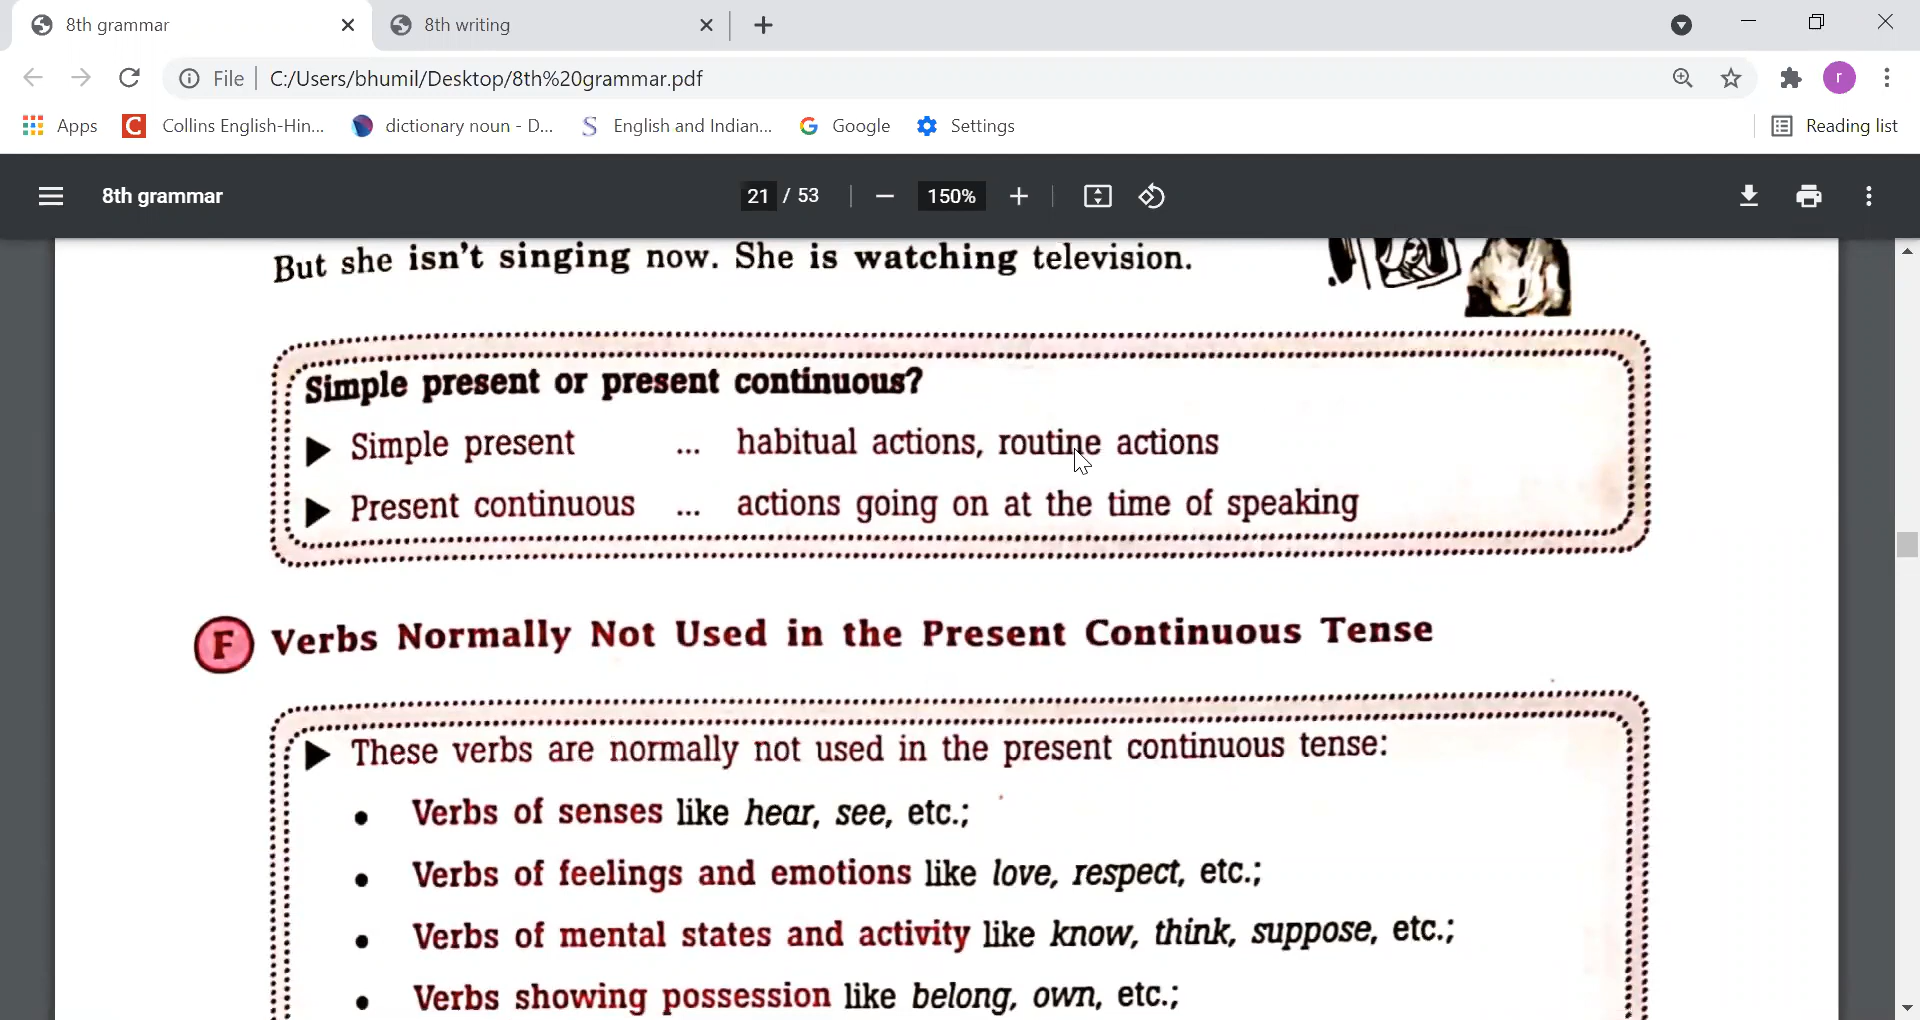 8th grammar
8th writing
File
C:/Users/bhumil/Desktop/8th%20grammar.pdf
r
Apps
Collins English-Hin...
dictionary noun - D...
English and Indian...
Google
Settings
Reading list
8th grammar
21 / 53
150%
But she isn't singing now. She is watching television.
Simple present or present continuous?
Simple present ... habitual actions, routine actions
Present continuous ... actions going on at the time of speaking
F Verbs Normally Not Used in the Present Continuous Tense
These verbs are normally not used in the present continuous tense:
• Verbs of senses like hear, see, etc.;
• Verbs of feelings and emotions like love, respect, etc.;
• Verbs of mental states and activity like know, think, suppose, etc.;
• Verbs showing possession like belong, own, etc.;